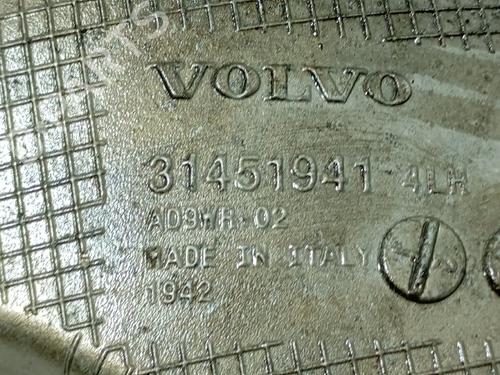 VOLVO
31451941 4LH
AD9WR-02
MADE IN ITALY
1942